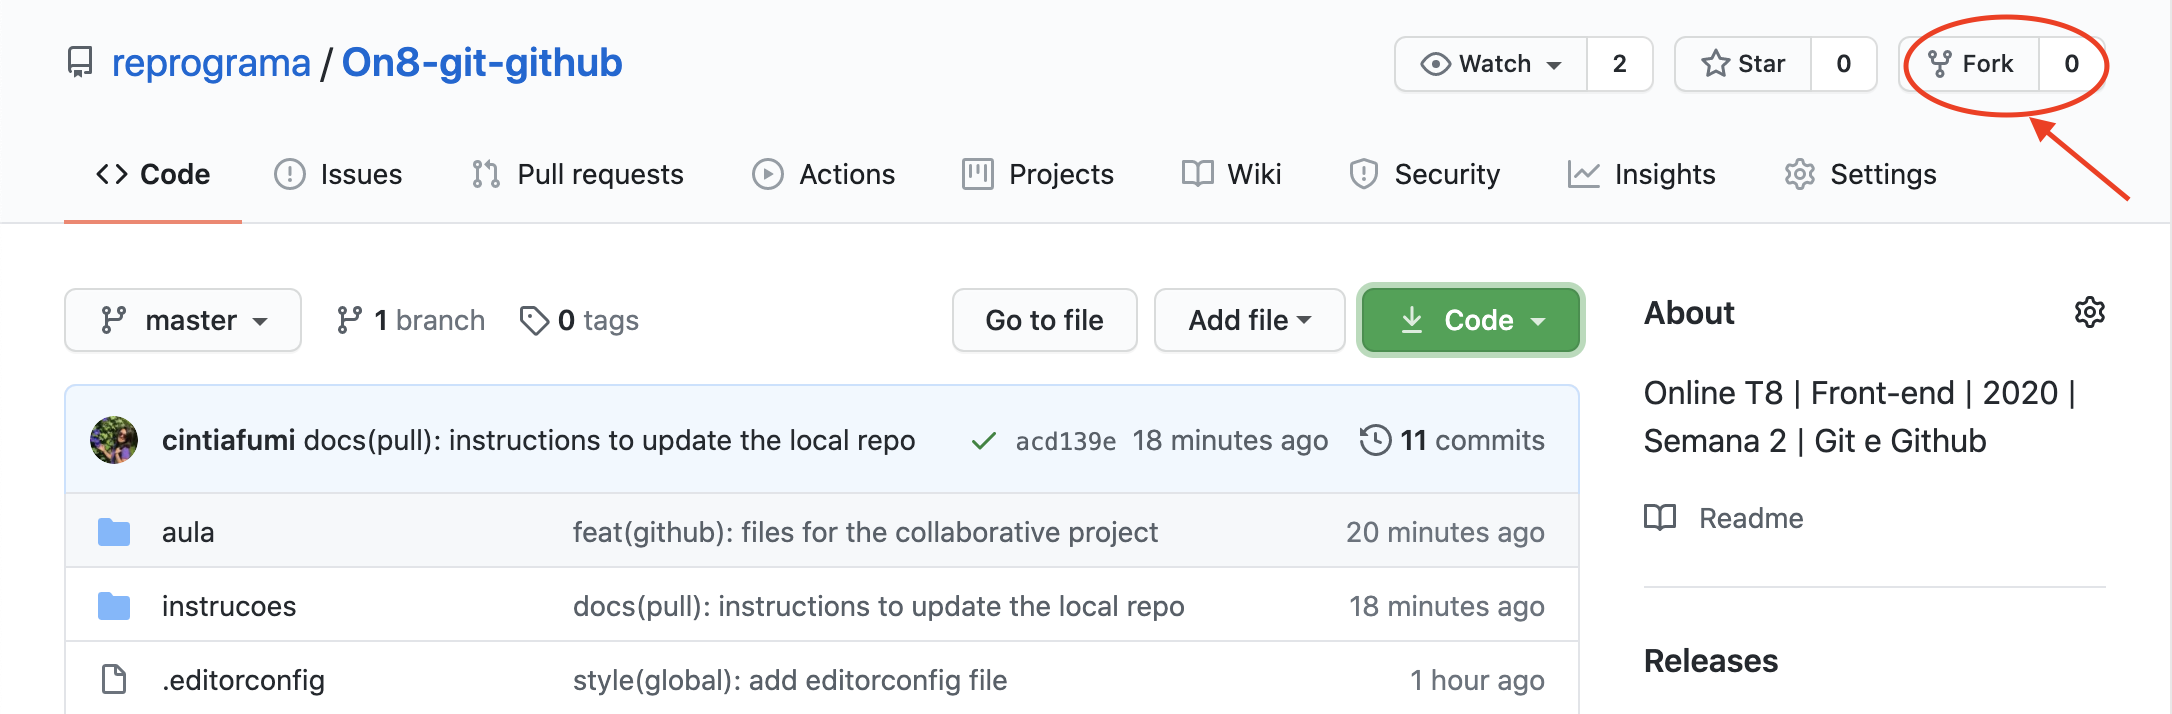 reprograma / On8-git-github
Watch 2 Star 0 Fork 0
Code Issues Pull requests Actions Projects Wiki Security Insights Settings
master 1 branch 0 tags Go to file Add file Code
About
Online T8 | Front-end | 2020 |
Semana 2 | Git e Github
Readme
Releases
cintiafumi docs(pull): instructions to update the local repo acd139e 18 minutes ago 11 commits
aula feat(github): files for the collaborative project 20 minutes ago
instrucoes docs(pull): instructions to update the local repo 18 minutes ago
.editorconfig style(global): add editorconfig file 1 hour ago